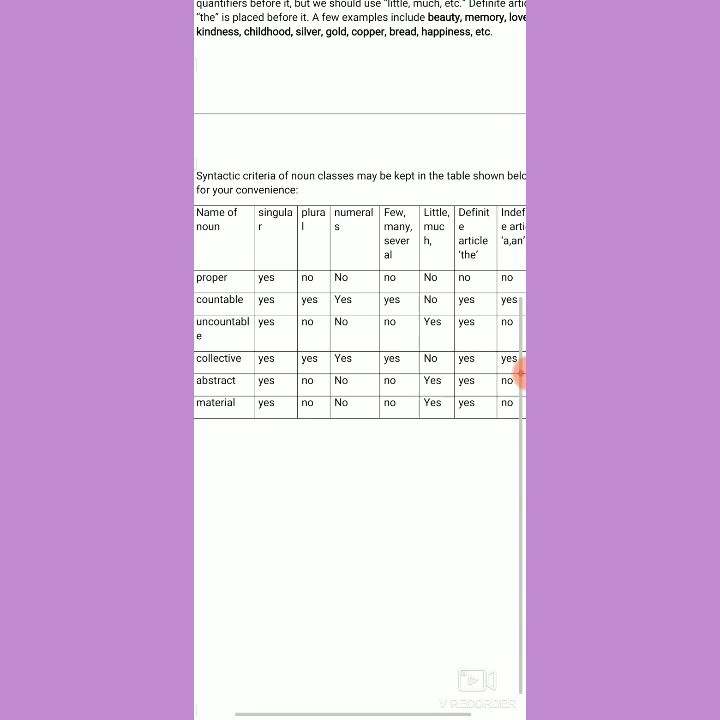 quantifiers before it, but we should use "little, much, etc." Definite artic
"the" is placed before it. A few examples include beauty, memory, love
kindness, childhood, silver, gold, copper, bread, happiness, etc.
Syntactic criteria of noun classes may be kept in the table shown belo
for your convenience:
Name of noun singular plural numerals Few, many, several Little, much, Definite article 'the' Indef e arti 'a,an'
proper yes no No no No no no
countable yes yes Yes yes No yes yes
uncountable yes no No no Yes yes no
collective yes yes Yes yes No yes yes
abstract yes no No no Yes yes no
material yes no No no Yes yes no
V RECORDER